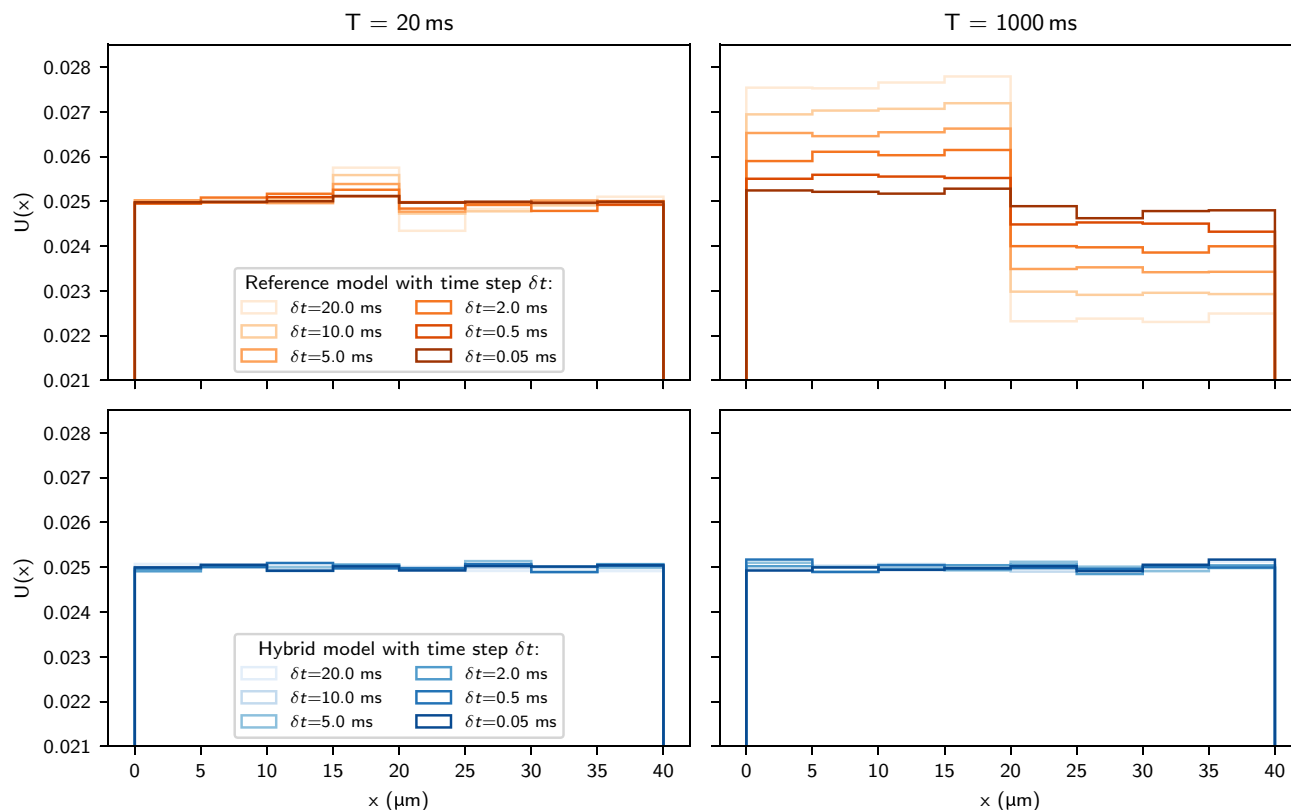 T = 20 ms
T = 1000 ms
U(x)
0.028
0.027
0.026
0.025
0.024
0.023
0.022
0.021
Reference model with time step δt:
δt=20.0 ms
δt=2.0 ms
δt=10.0 ms
δt=0.5 ms
δt=5.0 ms
δt=0.05 ms
U(x)
0.028
0.027
0.026
0.025
0.024
0.023
0.022
0.021
Hybrid model with time step δt:
δt=20.0 ms
δt=2.0 ms
δt=10.0 ms
δt=0.5 ms
δt=5.0 ms
δt=0.05 ms
0 5 10 15 20 25 30 35 40
x (μm)
0 5 10 15 20 25 30 35 40
x (μm)